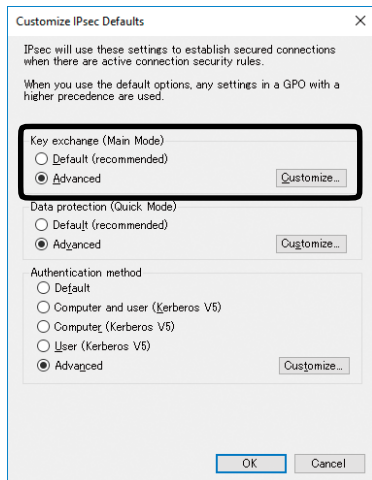 Customize IPsec Defaults
IPsec will use these settings to establish secured connections
when there are active connection security rules.
When you use the default options, any settings in a GPO with a
higher precedence are used.
Key exchange (Main Mode)
Default (recommended)
Advanced
Customize...
Data protection (Quick Mode)
Default (recommended)
Advanced
Customize...
Authentication method
Default
Computer and user (Kerberos V5)
Computer (Kerberos V5)
User (Kerberos V5)
Advanced
Customize...
OK
Cancel